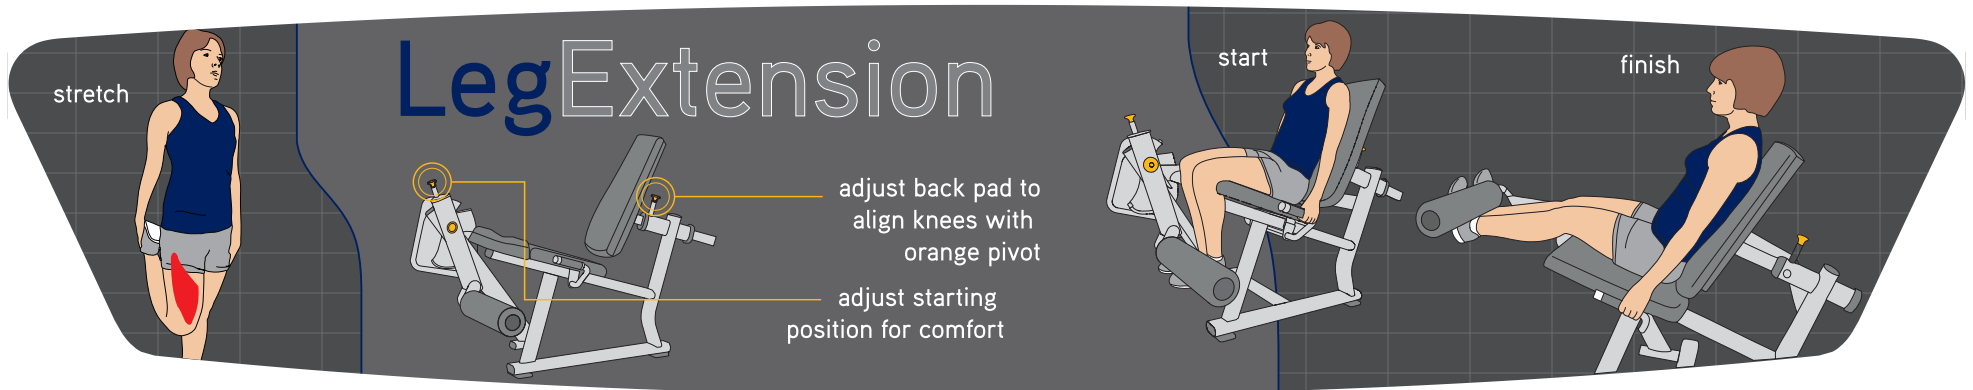 stretch
LegExtension
adjust back pad to
align knees with
orange pivot
adjust starting
position for comfort
start
finish